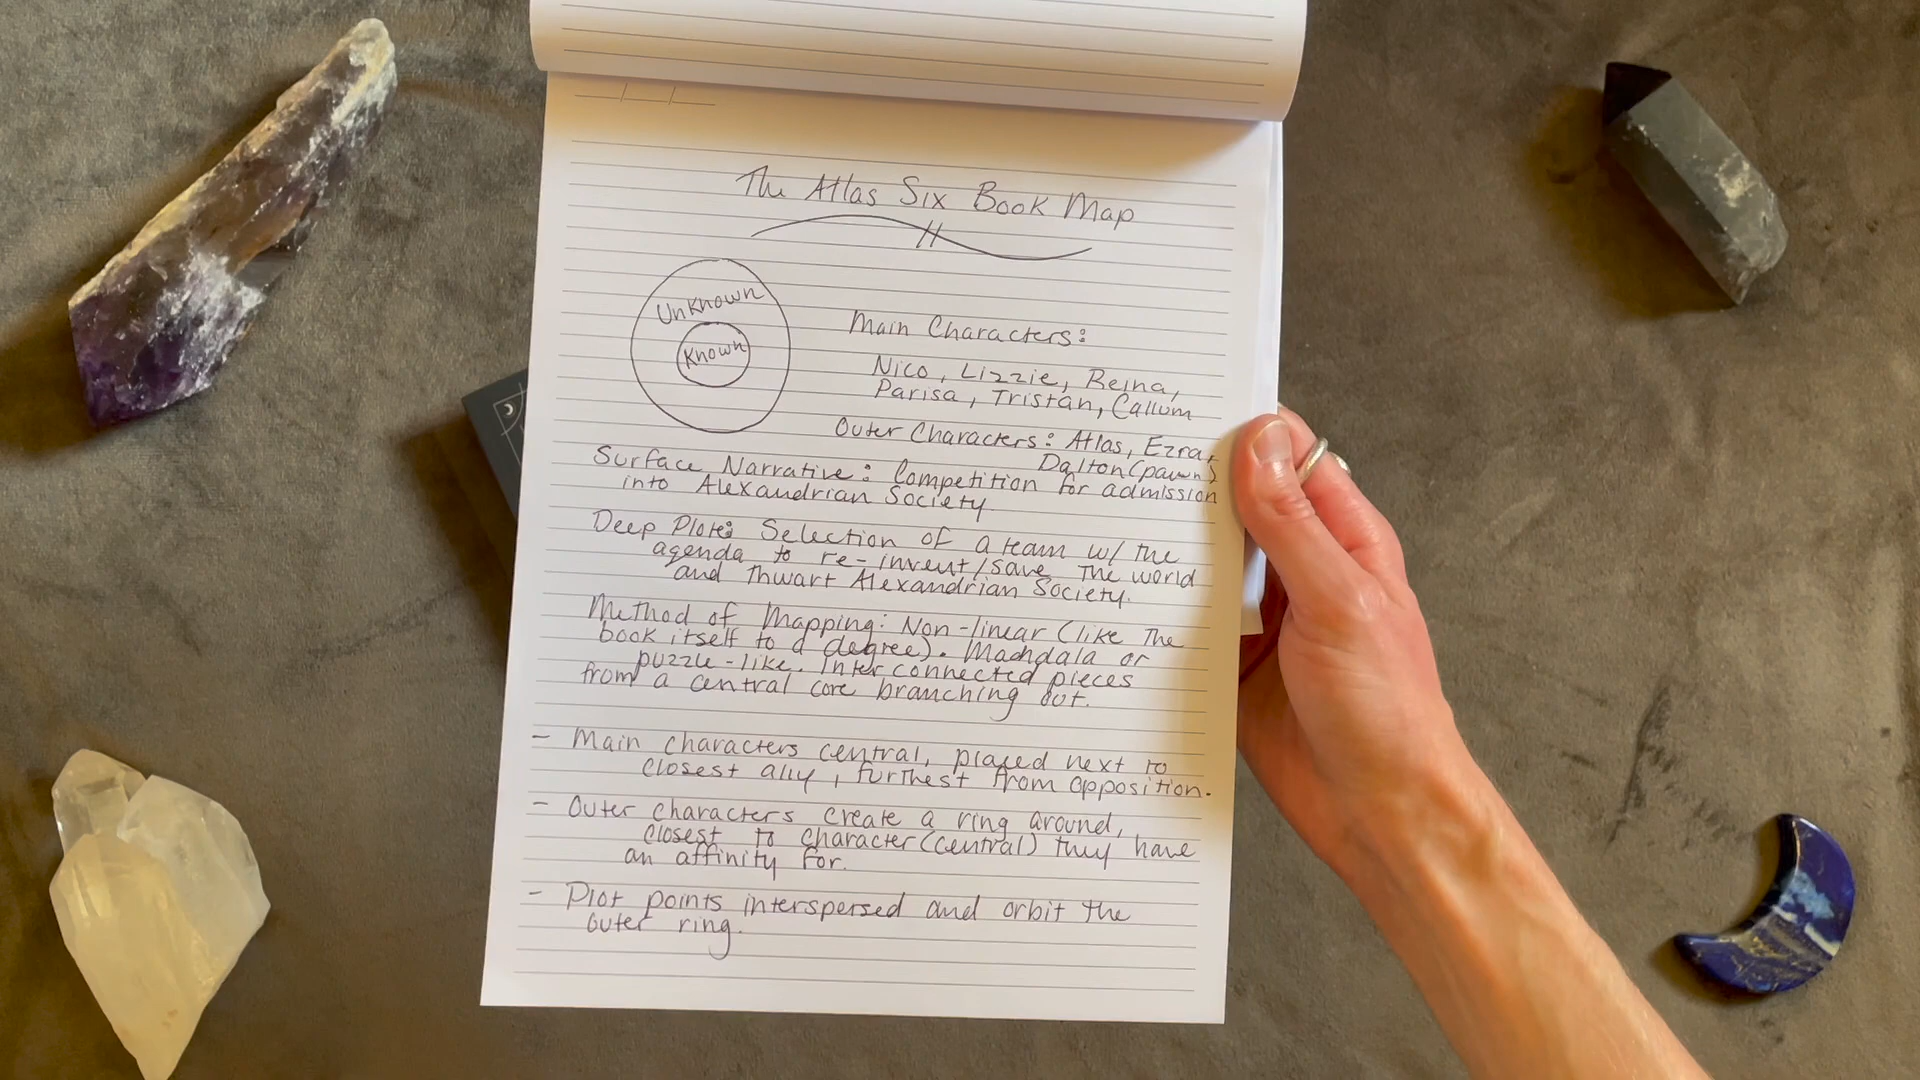 The Atlas Six Book Map
Unknown
Known
Main Characters:
Nico, Lizzie, Reina,
Parisa, Tristan, Callum
Outer Characters: Atlas, Ezra,
Dalton (pawn)
Surface Narrative: Competition for admission
into Alexandrian Society
Deep Plot: Selection of a team w/ the
agenda to re-invent/save the world
and thwart Alexandrian Society.
Method of Mapping: Non-linear (like the
book itself to a degree). Mandala or
puzzle-like. Interconnected pieces
from a central core branching out.
- Main characters central, placed next to
closest ally, furthest from opposition.
- Outer characters create a ring around,
closest to character (central) they have
an affinity for.
- Plot points interspersed and orbit the
outer ring.